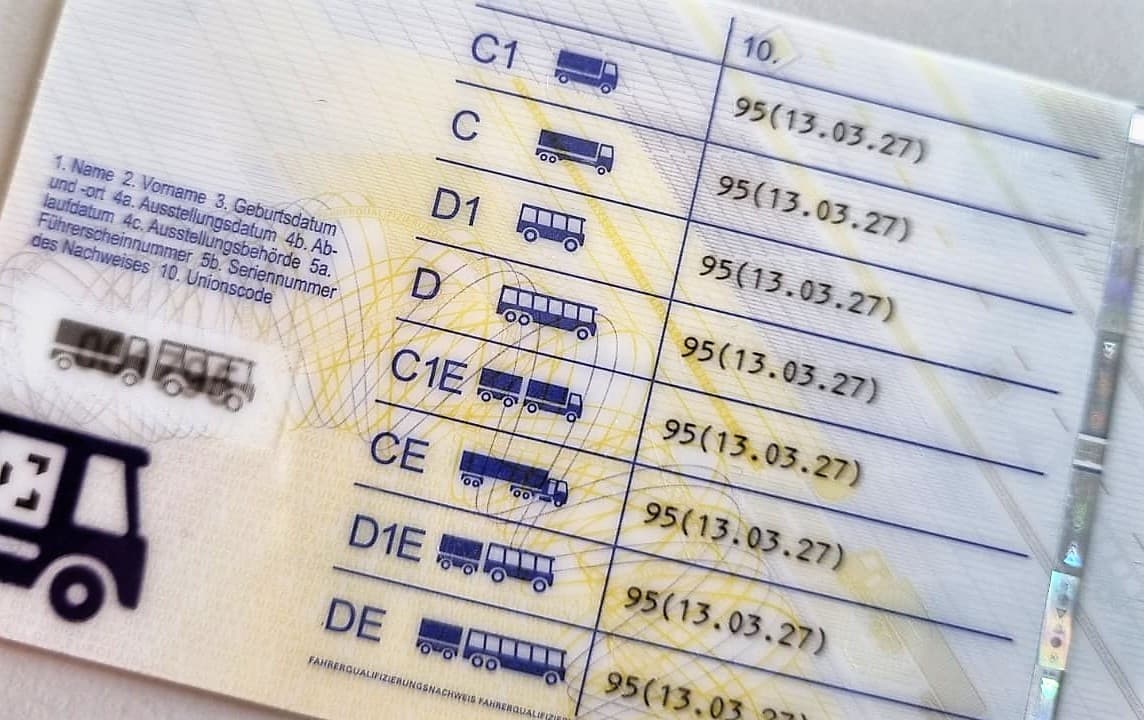 10.
C1 95(13.03.27)
C 95(13.03.27)
D1 95(13.03.27)
D 95(13.03.27)
C1E 95(13.03.27)
CE 95(13.03.27)
D1E 95(13.03.27)
DE 95(13.03.27)
1. Name 2. Vorname 3. Geburtsdatum
und -ort 4a. Ausstellungsdatum 4b. Ab-
laufdatum 4c. Ausstellungsbehörde 5a.
Führerscheinnummer 5b. Seriennummer
des Nachweises 10. Unionscode
FAHRERQUALIFIZIERUNGSNACHWEIS